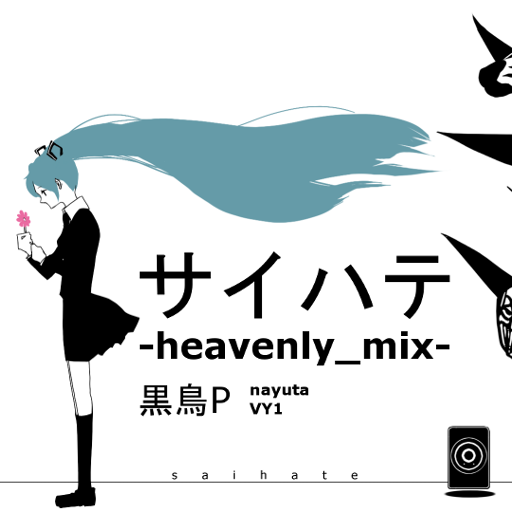 サイハテ
-heavenly_mix-
黒鳥P
nayuta
VY1
saihate